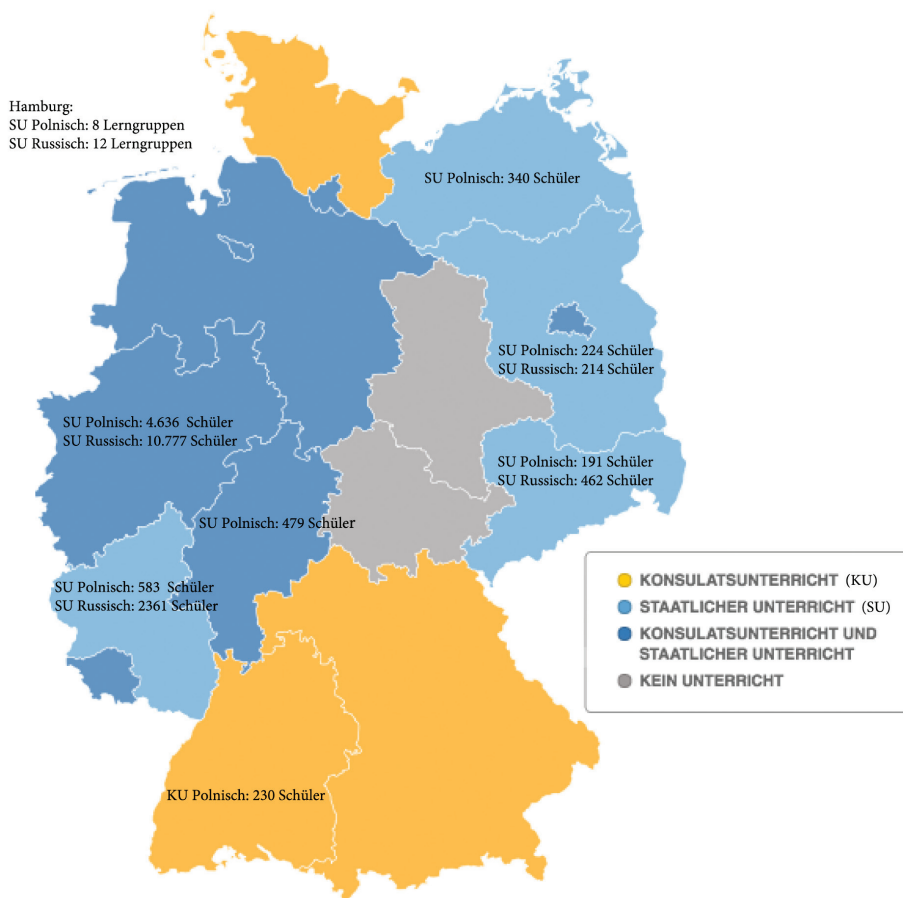 Hamburg:
SU Polnisch: 8 Lerngruppen
SU Russisch: 12 Lerngruppen
SU Polnisch: 340 Schüler
SU Polnisch: 224 Schüler
SU Russisch: 214 Schüler
SU Polnisch: 4.636 Schüler
SU Russisch: 10.777 Schüler
SU Polnisch: 191 Schüler
SU Russisch: 462 Schüler
SU Polnisch: 479 Schüler
SU Polnisch: 583 Schüler
SU Russisch: 2361 Schüler
KU Polnisch: 230 Schüler
KONSULATSUNTERRICHT (KU)
STAATLICHER UNTERRICHT (SU)
KONSULATSUNTERRICHT UND
STAATLICHER UNTERRICHT
KEIN UNTERRICHT